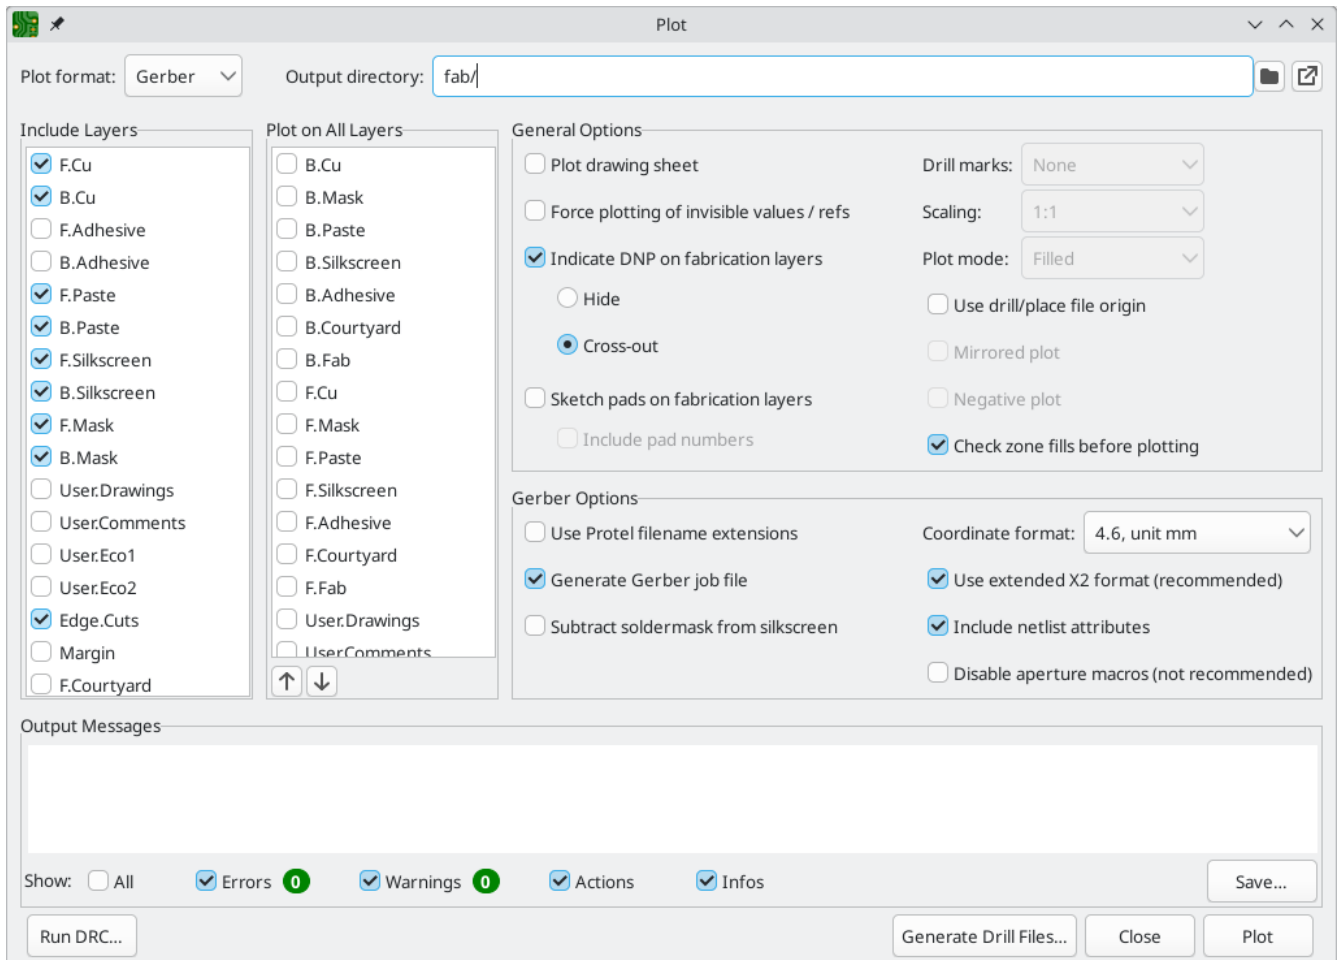 Plot
Plot format: Gerber Output directory: fab/
Include Layers
F.Cu
B.Cu
F.Adhesive
B.Adhesive
F.Paste
B.Paste
F.Silkscreen
B.Silkscreen
F.Mask
B.Mask
User.Drawings
User.Comments
User.Eco1
User.Eco2
Edge.Cuts
Margin
F.Courtyard
Plot on All Layers
B.Cu
B.Mask
B.Paste
B.Silkscreen
B.Adhesive
B.Courtyard
B.Fab
F.Cu
F.Mask
F.Paste
F.Silkscreen
F.Adhesive
F.Courtyard
F.Fab
User.Drawings
User.Comments
General Options
Plot drawing sheet
Force plotting of invisible values / refs
Indicate DNP on fabrication layers
Hide
Cross-out
Sketch pads on fabrication layers
Include pad numbers
Drill marks: None
Scaling: 1:1
Plot mode: Filled
Use drill/place file origin
Mirrored plot
Negative plot
Check zone fills before plotting
Gerber Options
Use Protel filename extensions
Generate Gerber job file
Subtract soldermask from silkscreen
Coordinate format: 4.6, unit mm
Use extended X2 format (recommended)
Include netlist attributes
Disable aperture macros (not recommended)
Output Messages
Show: All Errors 0 Warnings 0 Actions Infos Save...
Run DRC... Generate Drill Files... Close Plot